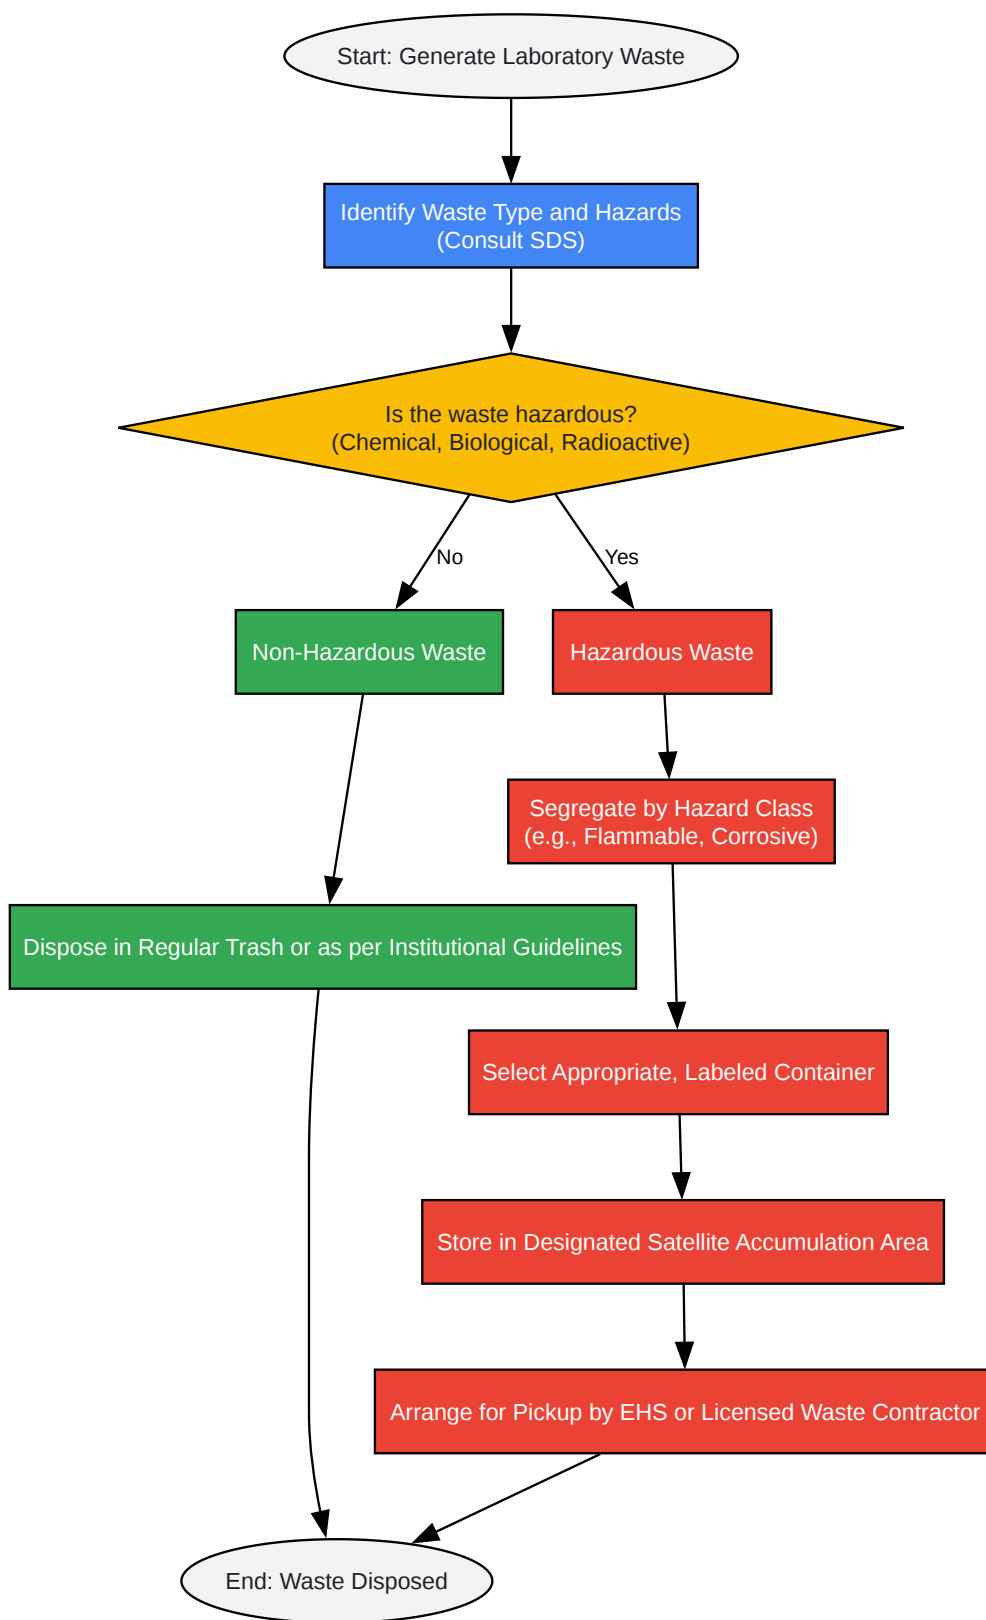 Start: Generate Laboratory Waste
Identify Waste Type and Hazards
(Consult SDS)
Is the waste hazardous?
(Chemical, Biological, Radioactive)
No
Yes
Non-Hazardous Waste
Hazardous Waste
Segregate by Hazard Class
(e.g., Flammable, Corrosive)
Dispose in Regular Trash or as per Institutional Guidelines
Select Appropriate, Labeled Container
Store in Designated Satellite Accumulation Area
Arrange for Pickup by EHS or Licensed Waste Contractor
End: Waste Disposed